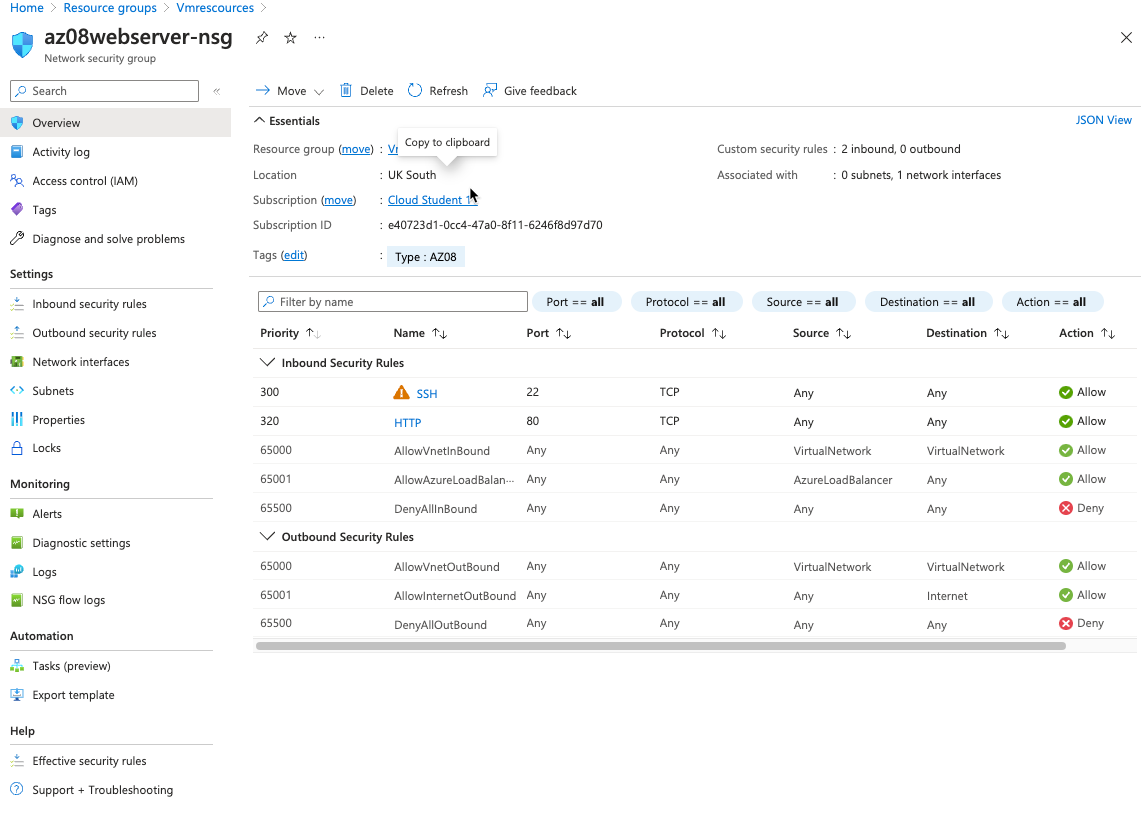 Home > Resource groups > Vmrescources >
az08webserver-nsg
Network security group
Search
«
Overview
Activity log
Access control (IAM)
Tags
Diagnose and solve problems
Settings
Inbound security rules
Outbound security rules
Network interfaces
Subnets
Properties
Locks
Monitoring
Alerts
Diagnostic settings
Logs
NSG flow logs
Automation
Tasks (preview)
Export template
Help
Effective security rules
Support + Troubleshooting
Move Delete Refresh Give feedback
Essentials JSON View
Copy to clipboard
Resource group (move) : Custom security rules : 2 inbound, 0 outbound
Location : UK South Associated with : 0 subnets, 1 network interfaces
Subscription (move) : Cloud Student
Subscription ID : e40723d1-0cc4-47a0-8f11-6246f8d97d70
Tags (edit) : Type : AZ08
Filter by name Port == all Protocol == all Source == all Destination == all Action == all
Priority Name Port Protocol Source Destination Action
Inbound Security Rules
300 SSH 22 TCP Any Any Allow
320 HTTP 80 TCP Any Any Allow
65000 AllowVnetInBound Any Any VirtualNetwork VirtualNetwork Allow
65001 AllowAzureLoadBalan··· Any Any AzureLoadBalancer Any Allow
65500 DenyAllInBound Any Any Any Any Deny
Outbound Security Rules
65000 AllowVnetOutBound Any Any VirtualNetwork VirtualNetwork Allow
65001 AllowInternetOutBound Any Any Any Internet Allow
65500 DenyAllOutBound Any Any Any Any Deny